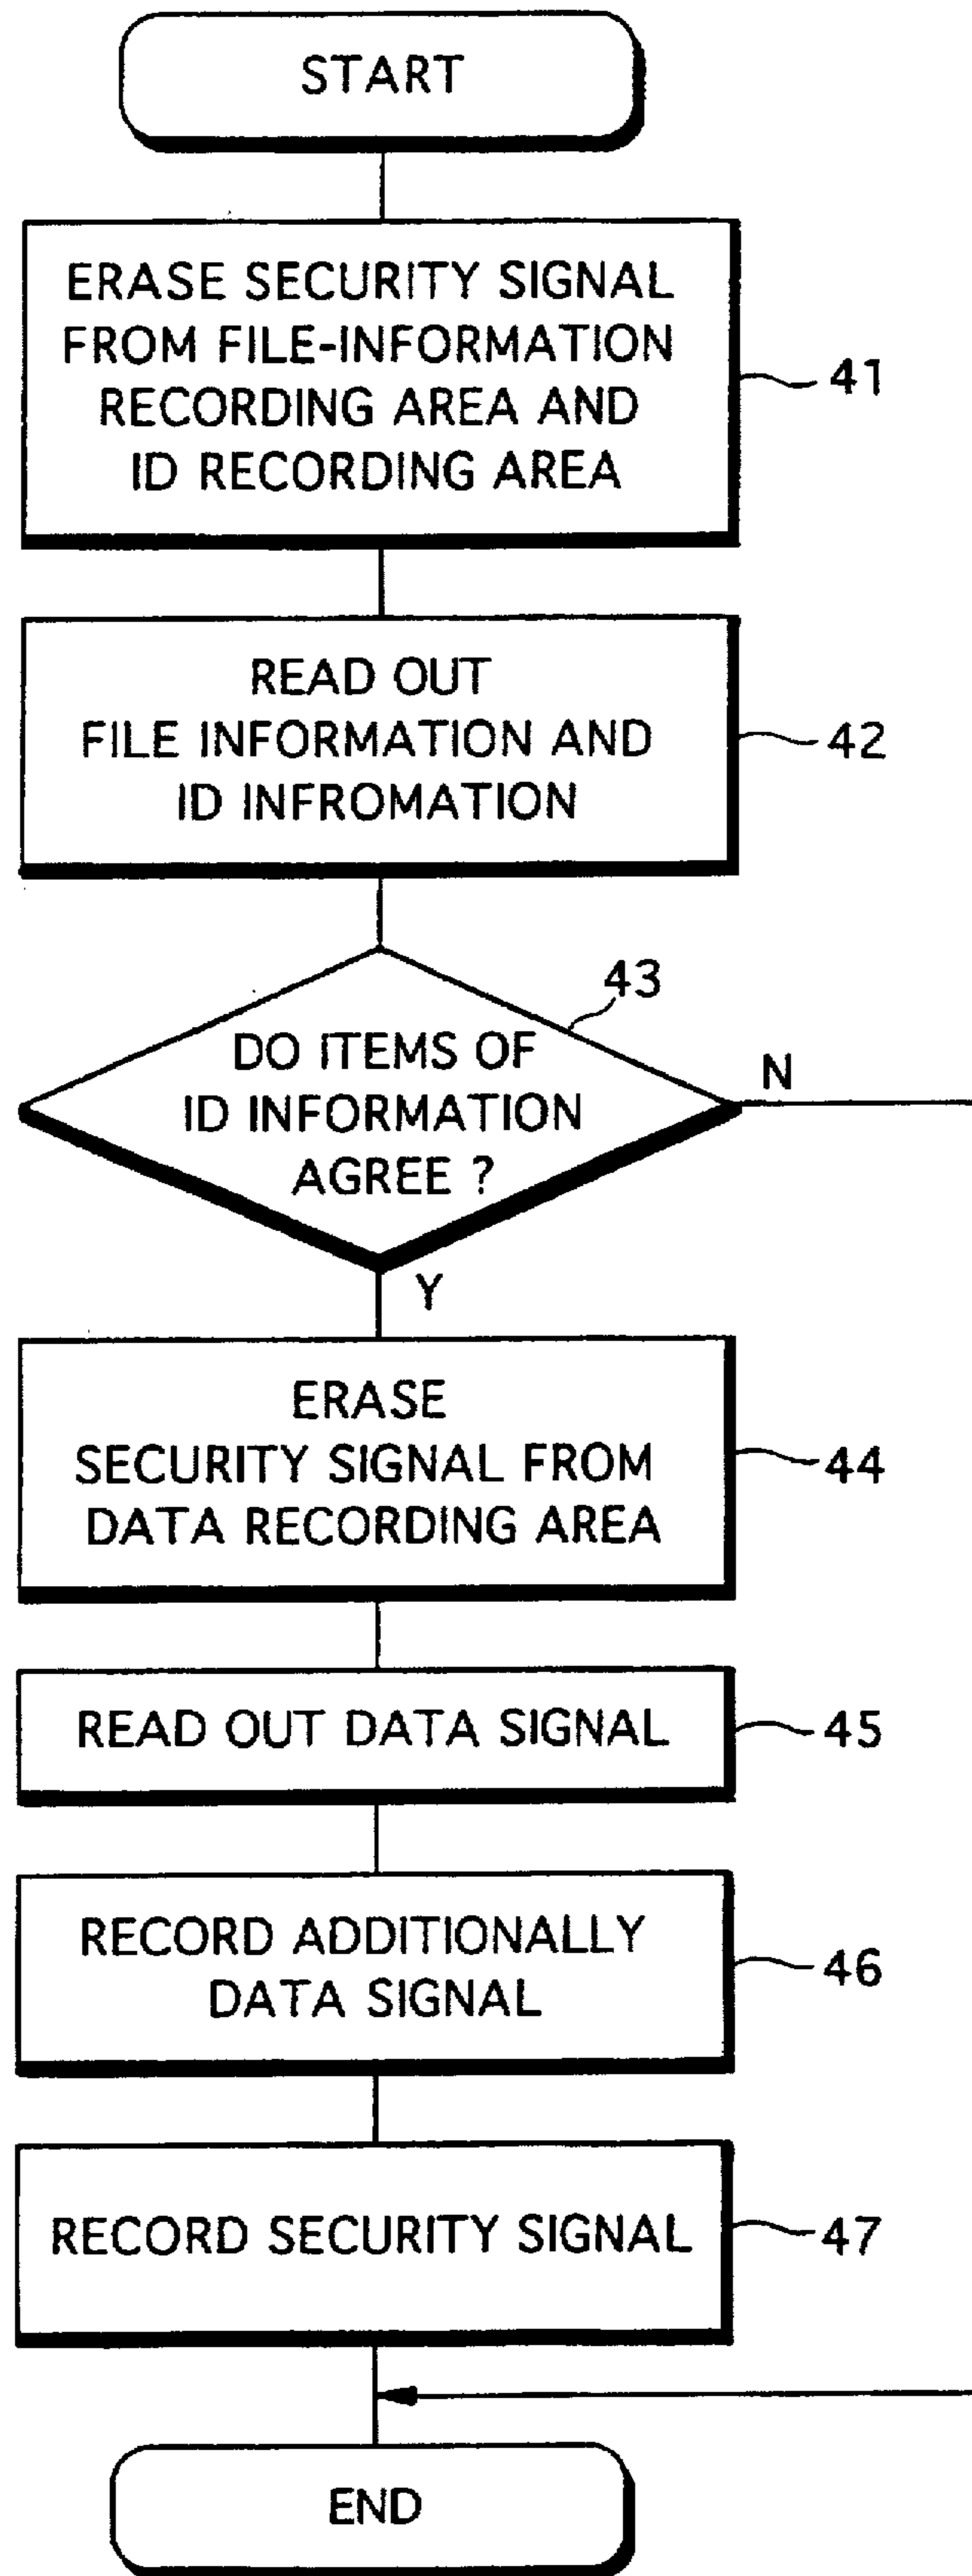 START
ERASE SECURITY SIGNAL
FROM FILE-INFORMATION
RECORDING AREA AND
ID RECORDING AREA
41
READ OUT
FILE INFORMATION AND
ID INFROMATION
42
43
DO ITEMS OF
ID INFORMATION
AGREE ?
N
Y
ERASE
SECURITY SIGNAL FROM
DATA RECORDING AREA
44
READ OUT DATA SIGNAL
45
RECORD ADDITIONALLY
DATA SIGNAL
46
RECORD SECURITY SIGNAL
47
END